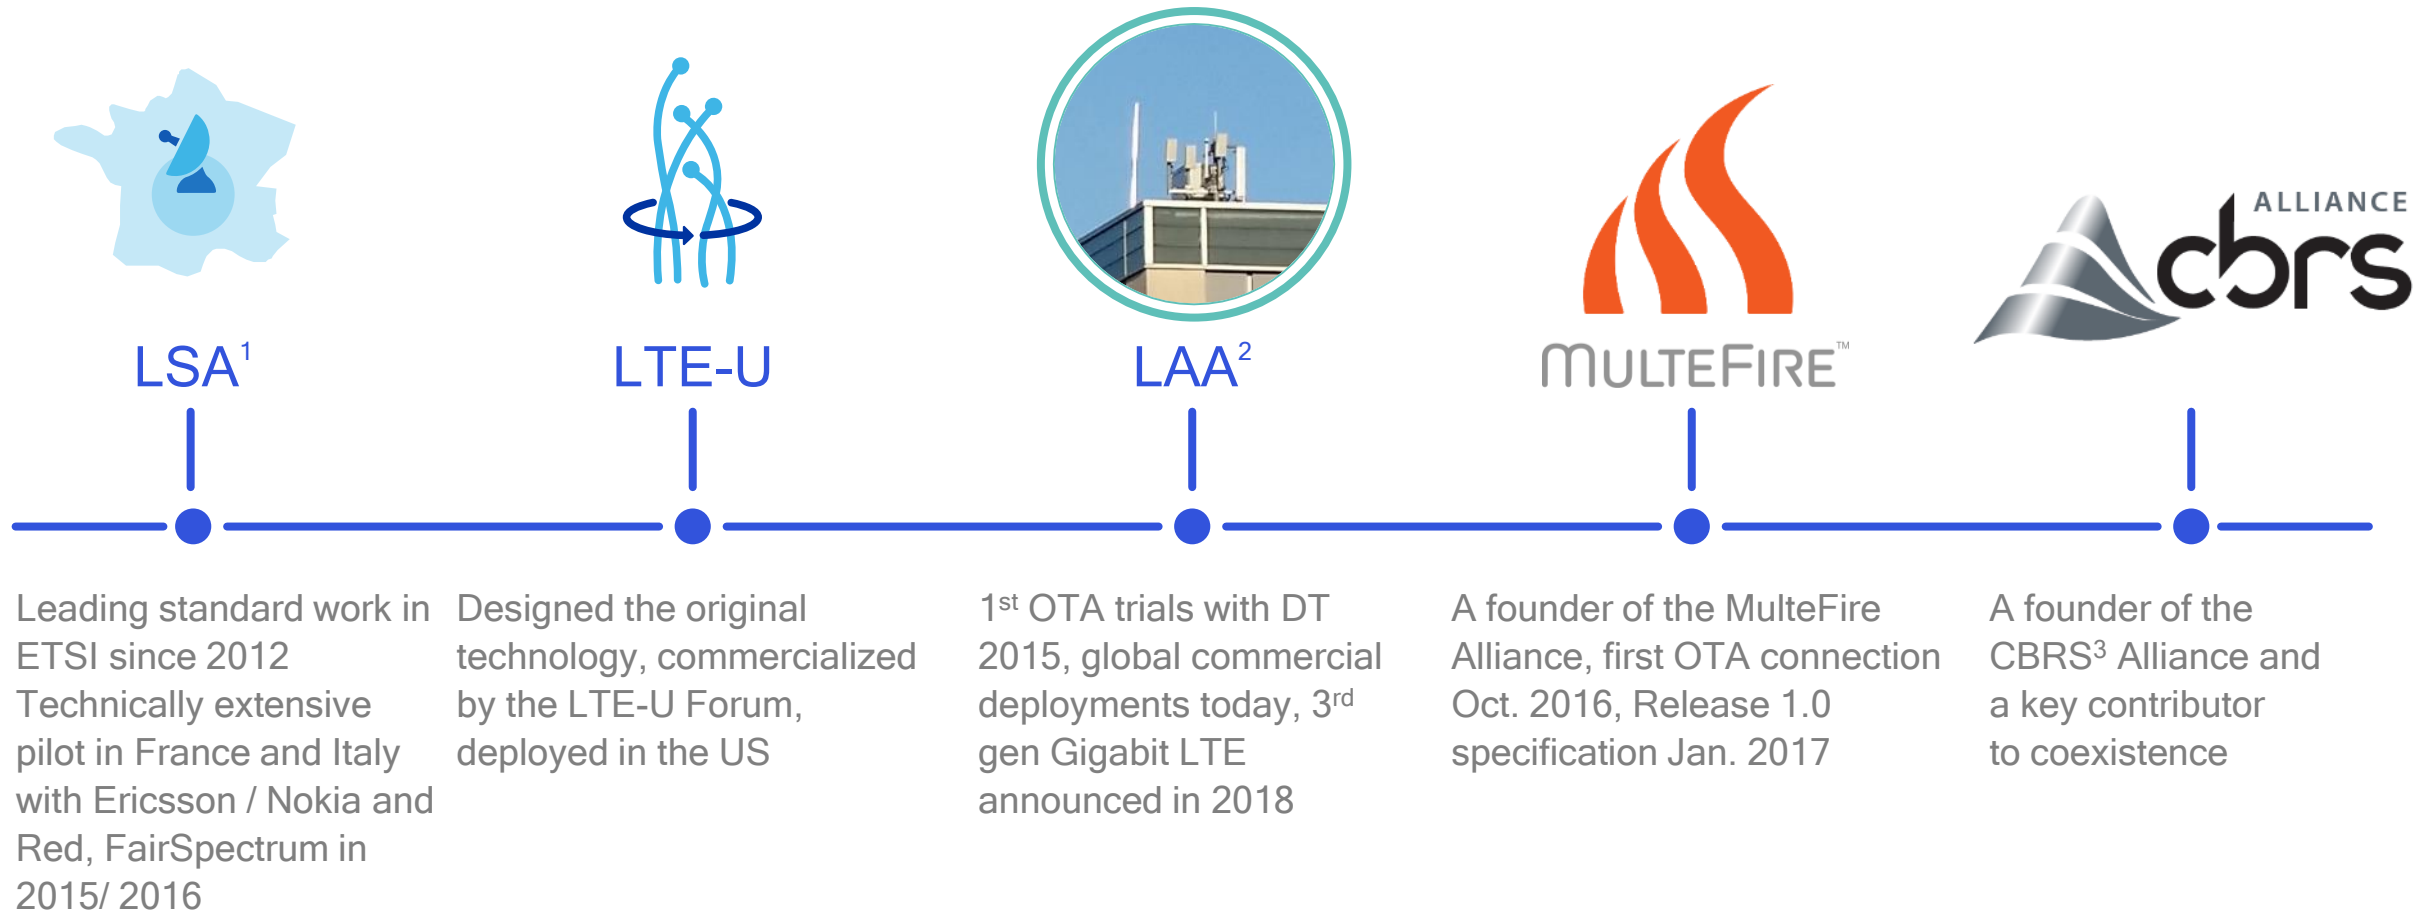 LSA1
Leading standard work in
ETSI since 2012
Technically extensive
pilot in France and Italy
with Ericsson / Nokia and
Red, FairSpectrum in
2015/ 2016
LTE-U
Designed the original
technology, commercialized
by the LTE-U Forum,
deployed in the US
LAA2
1st OTA trials with DT
2015, global commercial
deployments today, 3rd
gen Gigabit LTE
announced in 2018
MULTEFIRE™
A founder of the MulteFire
Alliance, first OTA connection
Oct. 2016, Release 1.0
specification Jan. 2017
ALLIANCE
cbrs
A founder of the
CBRS3 Alliance and
a key contributor
to coexistence